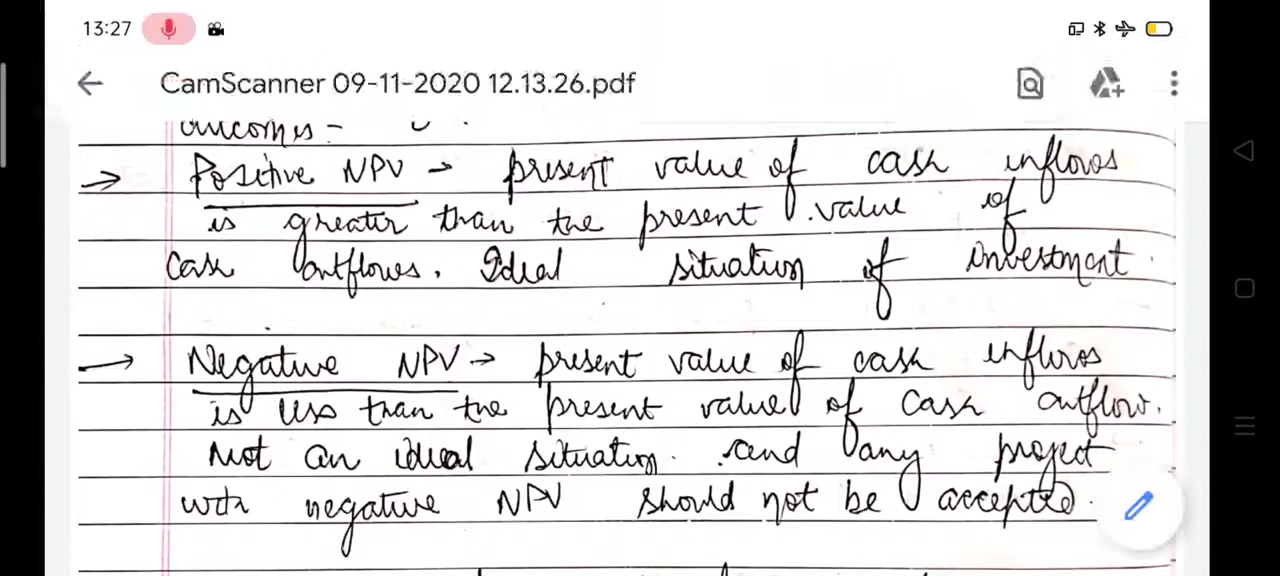 13:27
CamScanner 09-11-2020 12.13.26.pdf
outcomes -
→ Positive NPV → present value of cash inflows
is greater than the present value of
cash outflows. Ideal situation of investment.
→ Negative NPV → present value of cash inflows
is less than the present value of cash outflow.
Not an ideal situation. and any project
with negative NPV should not be accepted.